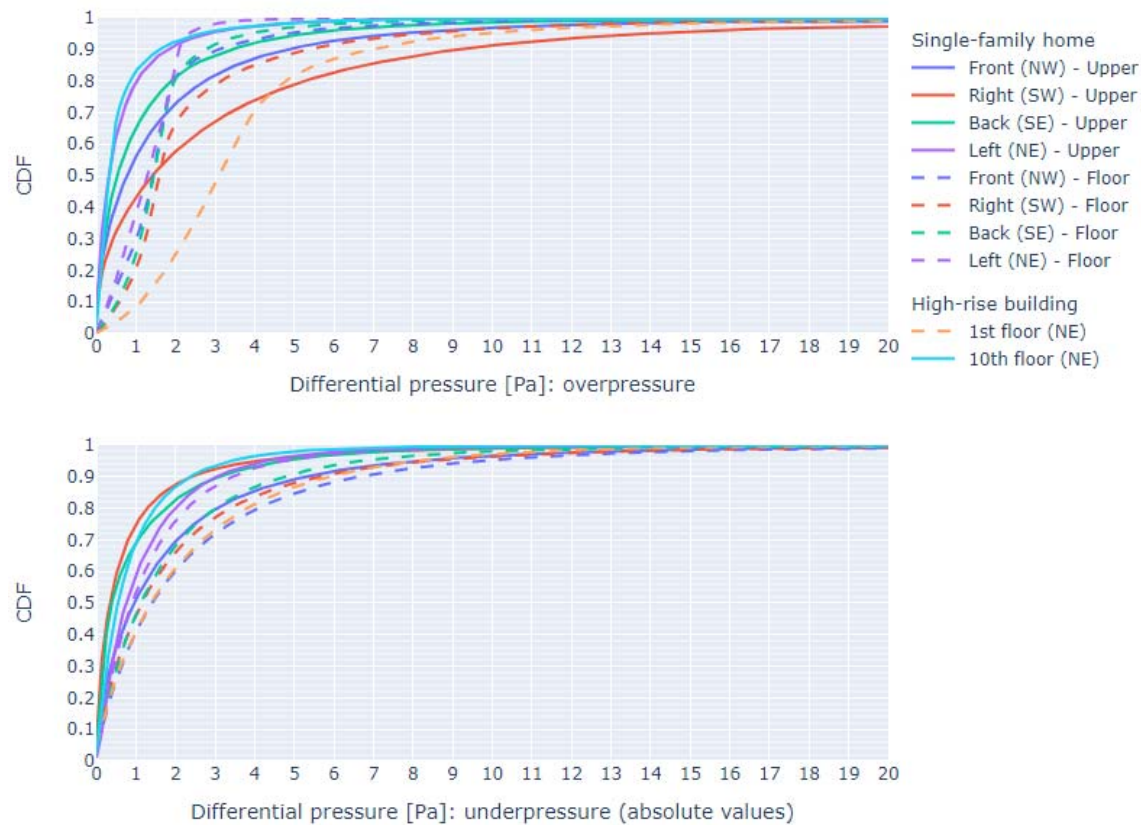 1
0.9
0.8
0.7
0.6
0.5
0.4
0.3
0.2
0.1
0
CDF
0 1 2 3 4 5 6 7 8 9 10 11 12 13 14 15 16 17 18 19 20
Differential pressure [Pa]: overpressure
Single-family home
Front (NW) - Upper
Right (SW) - Upper
Back (SE) - Upper
Left (NE) - Upper
Front (NW) - Floor
Right (SW) - Floor
Back (SE) - Floor
Left (NE) - Floor
High-rise building
1st floor (NE)
10th floor (NE)
1
0.9
0.8
0.7
0.6
0.5
0.4
0.3
0.2
0.1
0
CDF
0 1 2 3 4 5 6 7 8 9 10 11 12 13 14 15 16 17 18 19 20
Differential pressure [Pa]: underpressure (absolute values)